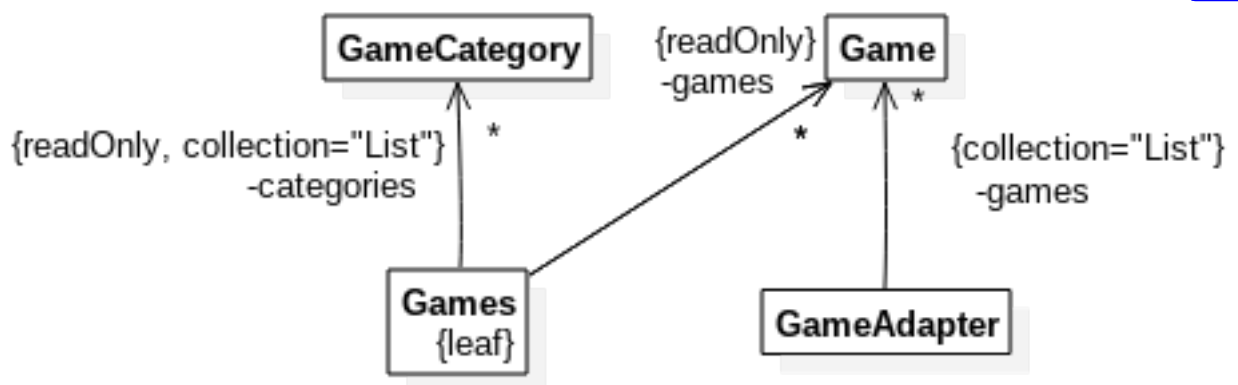 GameCategory
{readOnly}
-games
Game
*
*
*
{readOnly, collection="List"}
-categories
{collection="List"}
-games
Games
{leaf}
GameAdapter